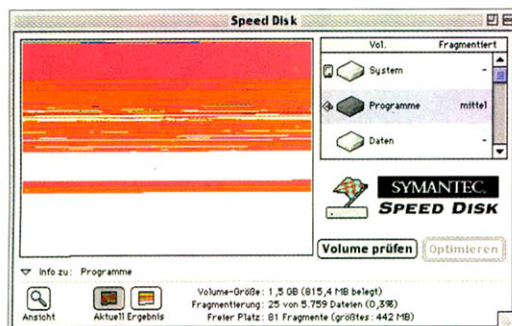 Speed Disk
Vol. Fragmentiert
System -
Programme mittel
Daten -
SYMANTEC.
SPEED DISK
Volume prüfen Optimieren
Info zu: Programme
Volume-Größe: 1,5 GB (815,4 MB belegt)
Fragmentierung: 25 von 5.759 Dateien (0,3%)
Freier Platz: 81 Fragmente (größtes: 442 MB)
Ansicht Aktuell Ergebnis